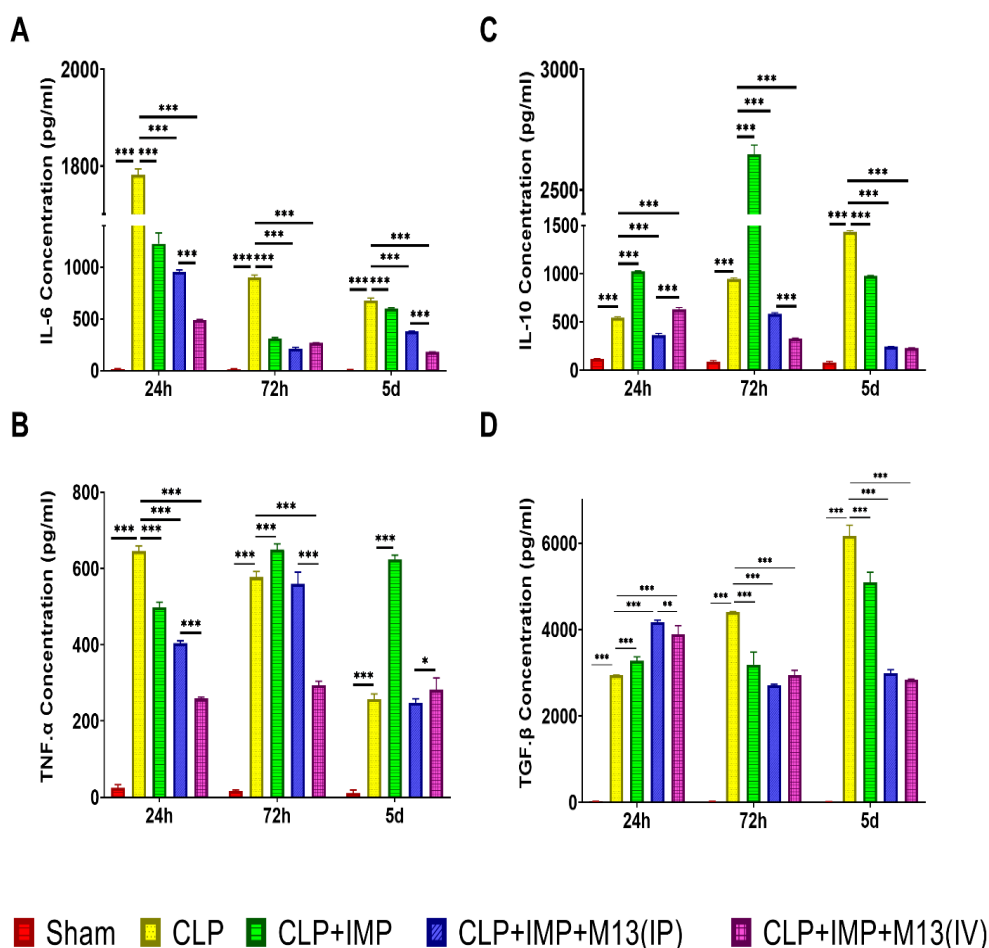 A
IL-6 Concentration (pg/ml)
2000
1800
1000
500
0
*** *** *** *** ***
*** *** *** ***
*** *** *** *** ***
24h 72h 5d
C
IL-10 Concentration (pg/ml)
3000
2500
1500
1000
500
0
*** *** *** *** ***
*** *** *** *** ***
*** *** *** ***
24h 72h 5d
B
TNF.α Concentration (pg/ml)
800
600
400
200
0
*** *** *** *** ***
*** *** *** ***
*** *** *
24h 72h 5d
D
TGF.β Concentration (pg/ml)
6000
4000
2000
0
*** *** *** *** **
*** *** *** ***
*** *** *** ***
24h 72h 5d
Sham CLP CLP+IMP CLP+IMP+M13(IP) CLP+IMP+M13(IV)